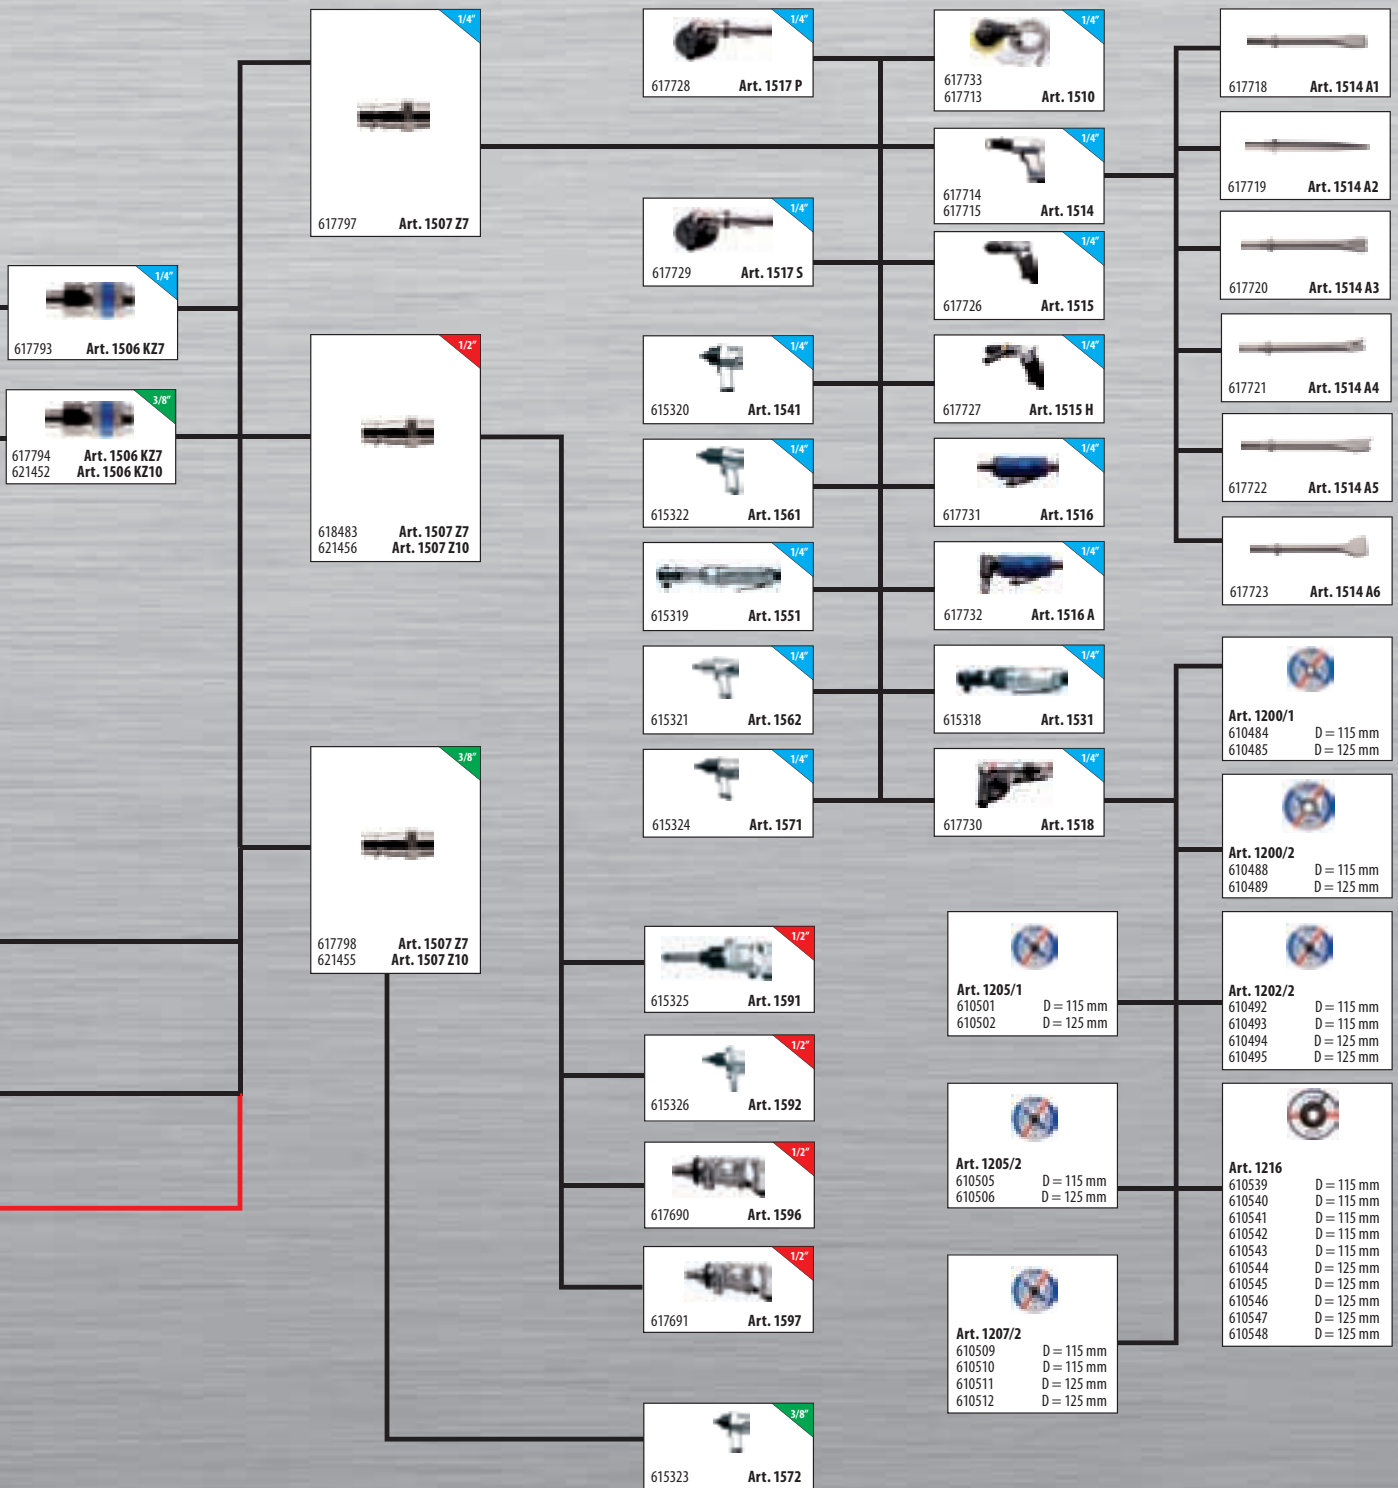 1/4"
617797 Art. 1507 Z7
1/4"
617793 Art. 1506 KZ7
3/8"
617794 Art. 1506 KZ7
621452 Art. 1506 KZ10
1/2"
618483 Art. 1507 Z7
621456 Art. 1507 Z10
3/8"
617798 Art. 1507 Z7
621455 Art. 1507 Z10
1/4"
617728 Art. 1517 P
1/4"
617729 Art. 1517 S
1/4"
615320 Art. 1541
1/4"
615322 Art. 1561
1/4"
615319 Art. 1551
1/4"
615321 Art. 1562
1/4"
615324 Art. 1571
1/2"
615325 Art. 1591
1/2"
615326 Art. 1592
1/2"
617690 Art. 1596
1/2"
617691 Art. 1597
3/8"
615323 Art. 1572
1/4"
617733
617713 Art. 1510
1/4"
617714
617715 Art. 1514
1/4"
617726 Art. 1515
1/4"
617727 Art. 1515 H
1/4"
617731 Art. 1516
1/4"
617732 Art. 1516 A
1/4"
615318 Art. 1531
1/4"
617730 Art. 1518
Art. 1205/1
610501 D = 115 mm
610502 D = 125 mm
Art. 1205/2
610505 D = 115 mm
610506 D = 125 mm
Art. 1207/2
610509 D = 115 mm
610510 D = 115 mm
610511 D = 125 mm
610512 D = 125 mm
617718 Art. 1514 A1
617719 Art. 1514 A2
617720 Art. 1514 A3
617721 Art. 1514 A4
617722 Art. 1514 A5
617723 Art. 1514 A6
Art. 1200/1
610484 D = 115 mm
610485 D = 125 mm
Art. 1200/2
610488 D = 115 mm
610489 D = 125 mm
Art. 1202/2
610492 D = 115 mm
610493 D = 115 mm
610494 D = 125 mm
610495 D = 125 mm
Art. 1216
610539 D = 115 mm
610540 D = 115 mm
610541 D = 115 mm
610542 D = 115 mm
610543 D = 115 mm
610544 D = 125 mm
610545 D = 125 mm
610546 D = 125 mm
610547 D = 125 mm
610548 D = 125 mm